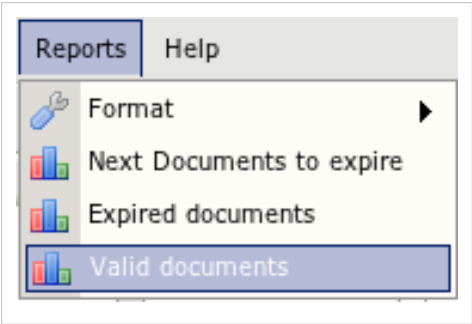 Reports Help
Format
Next Documents to expire
Expired documents
Valid documents